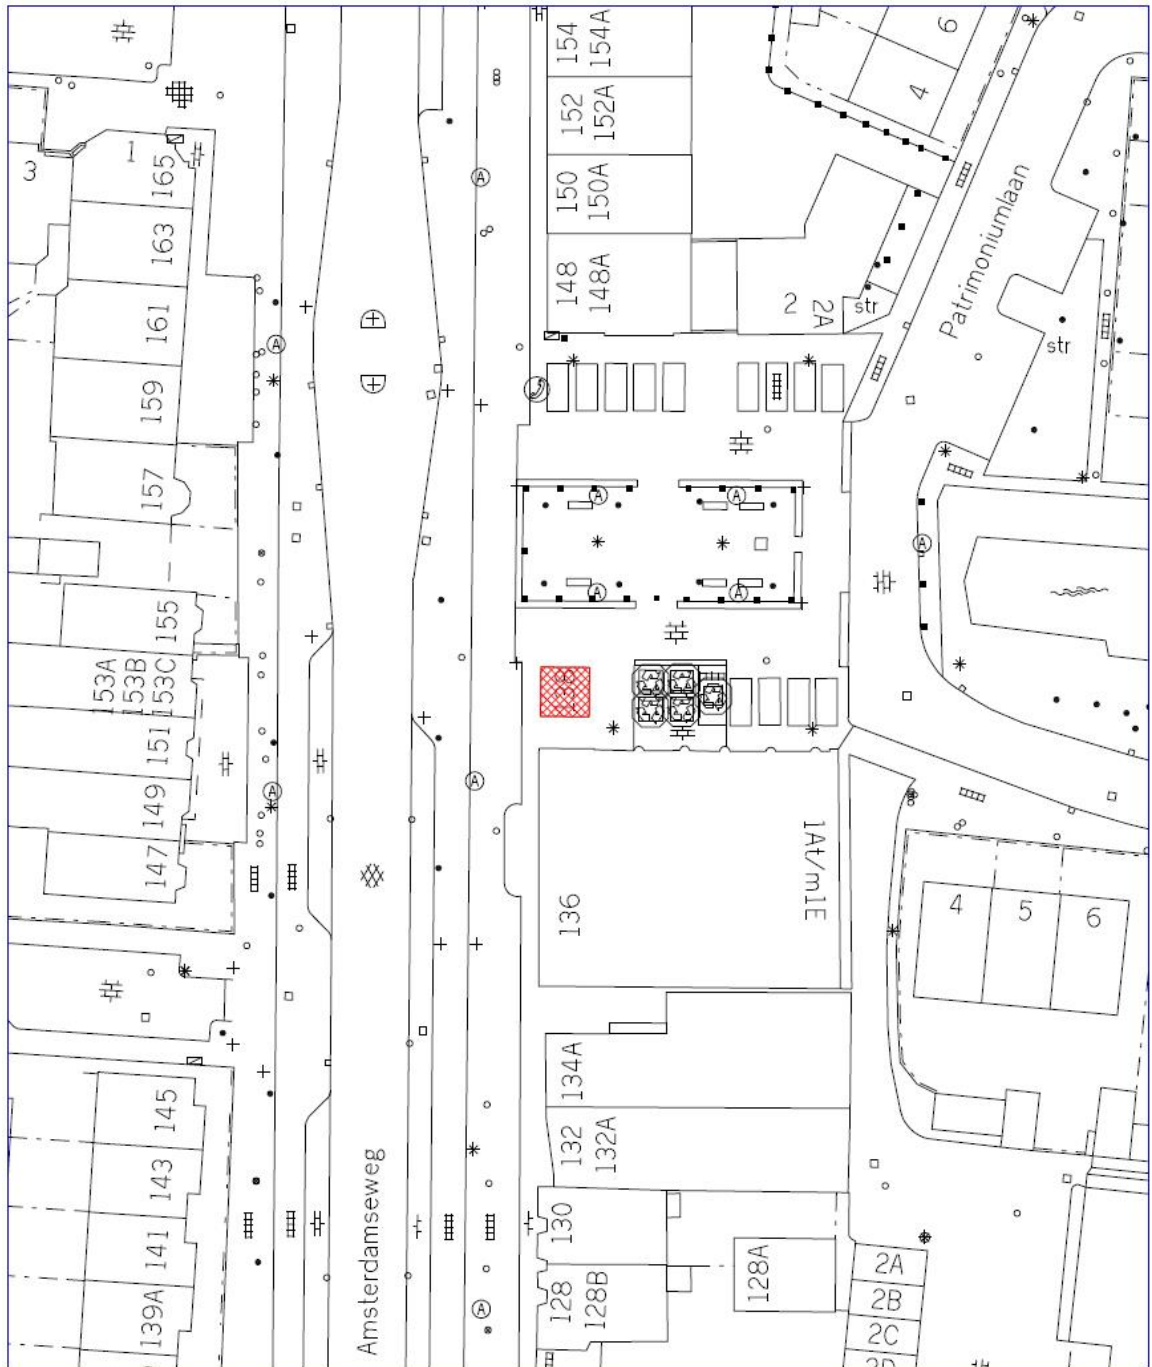 154
154A
6
152
152A
4
1
165
3
150
150A
163
148
148A
2
2A
str
Patrimoniumlaan
161
str
159
157
A
A
A
A
A
A
A
155
153A
153B
153C
151
A
A
149
147
136
1At/m1E
4
5
6
134A
145
132
132A
143
Amsterdamseweg
130
141
128A
2A
139A
128
128B
A
2B
2C